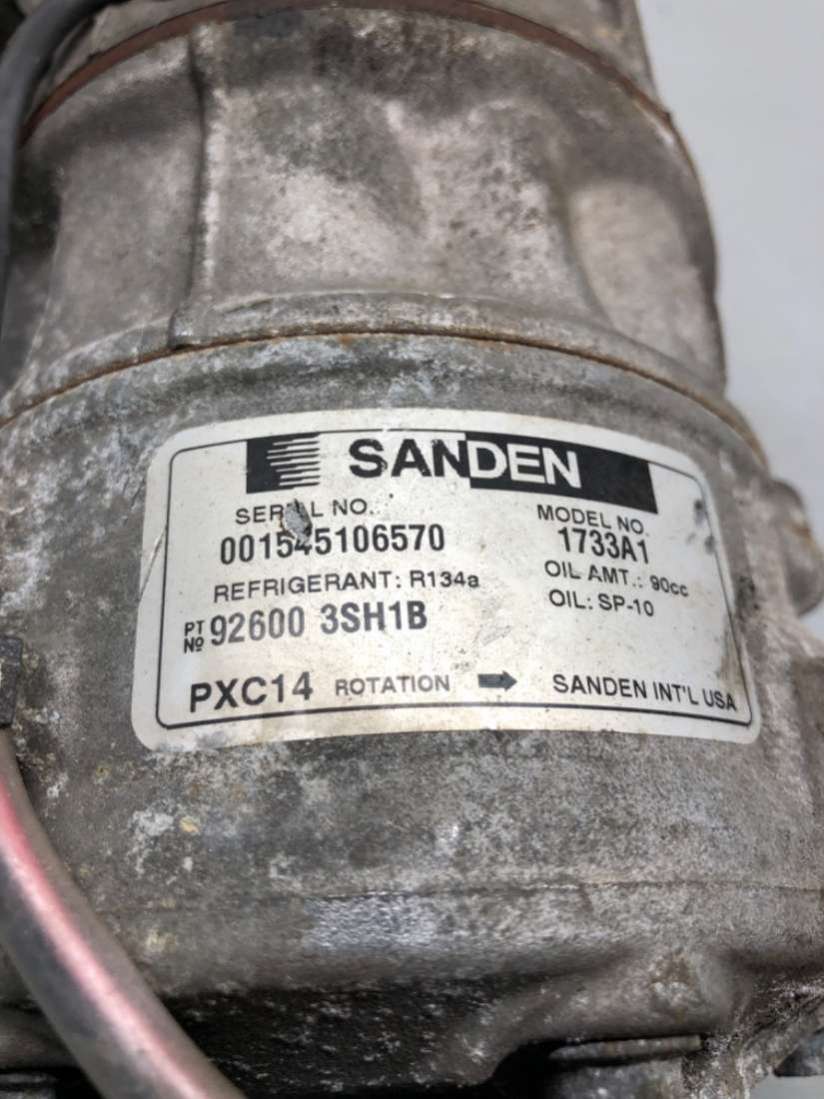 SANDEN
SERIAL NO. MODEL NO.
001545106570 1733A1
REFRIGERANT: R134a OIL AMT.: 90cc
PT Nº 92600 3SH1B OIL: SP-10
PXC14 ROTATION ➡ SANDEN INT'L USA